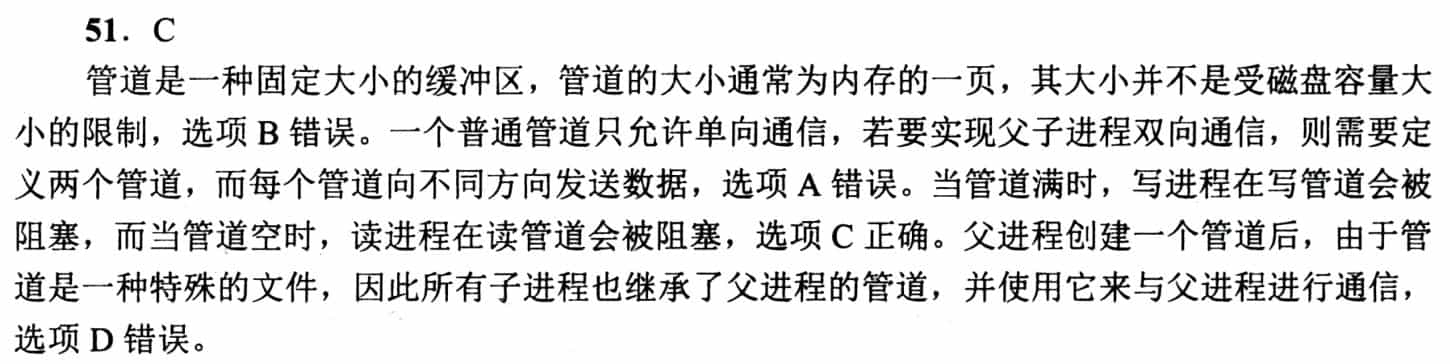 51．C
管道是一种固定大小的缓冲区，管道的大小通常为内存的一页，其大小并不是受磁盘容量大
小的限制，选项 B 错误。一个普通管道只允许单向通信，若要实现父子进程双向通信，则需要定
义两个管道，而每个管道向不同方向发送数据，选项 A 错误。当管道满时，写进程在写管道会被
阻塞，而当管道空时，读进程在读管道会被阻塞，选项 C 正确。父进程创建一个管道后，由于管
道是一种特殊的文件，因此所有子进程也继承了父进程的管道，并使用它来与父进程进行通信，
选项 D 错误。